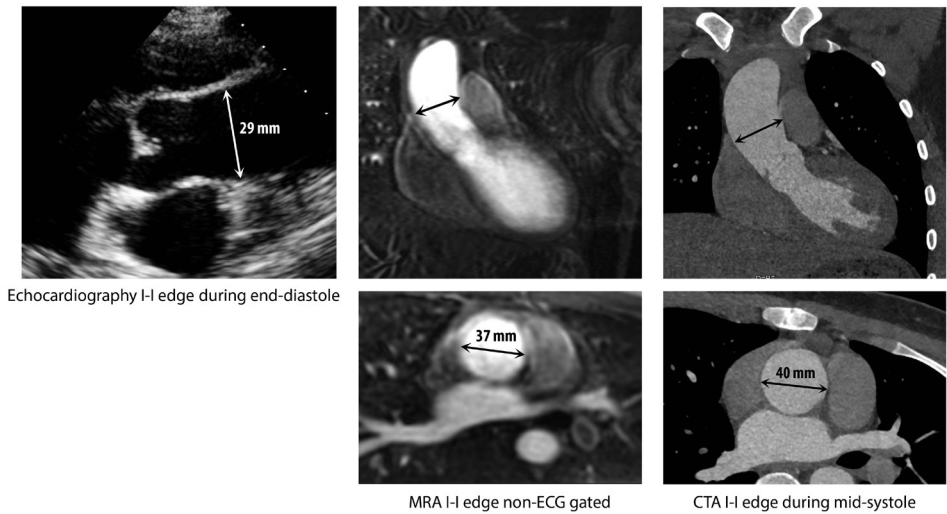 29 mm
Echocardiography I-I edge during end-diastole
37 mm
40 mm
MRA I-I edge non-ECG gated
CTA I-I edge during mid-systole